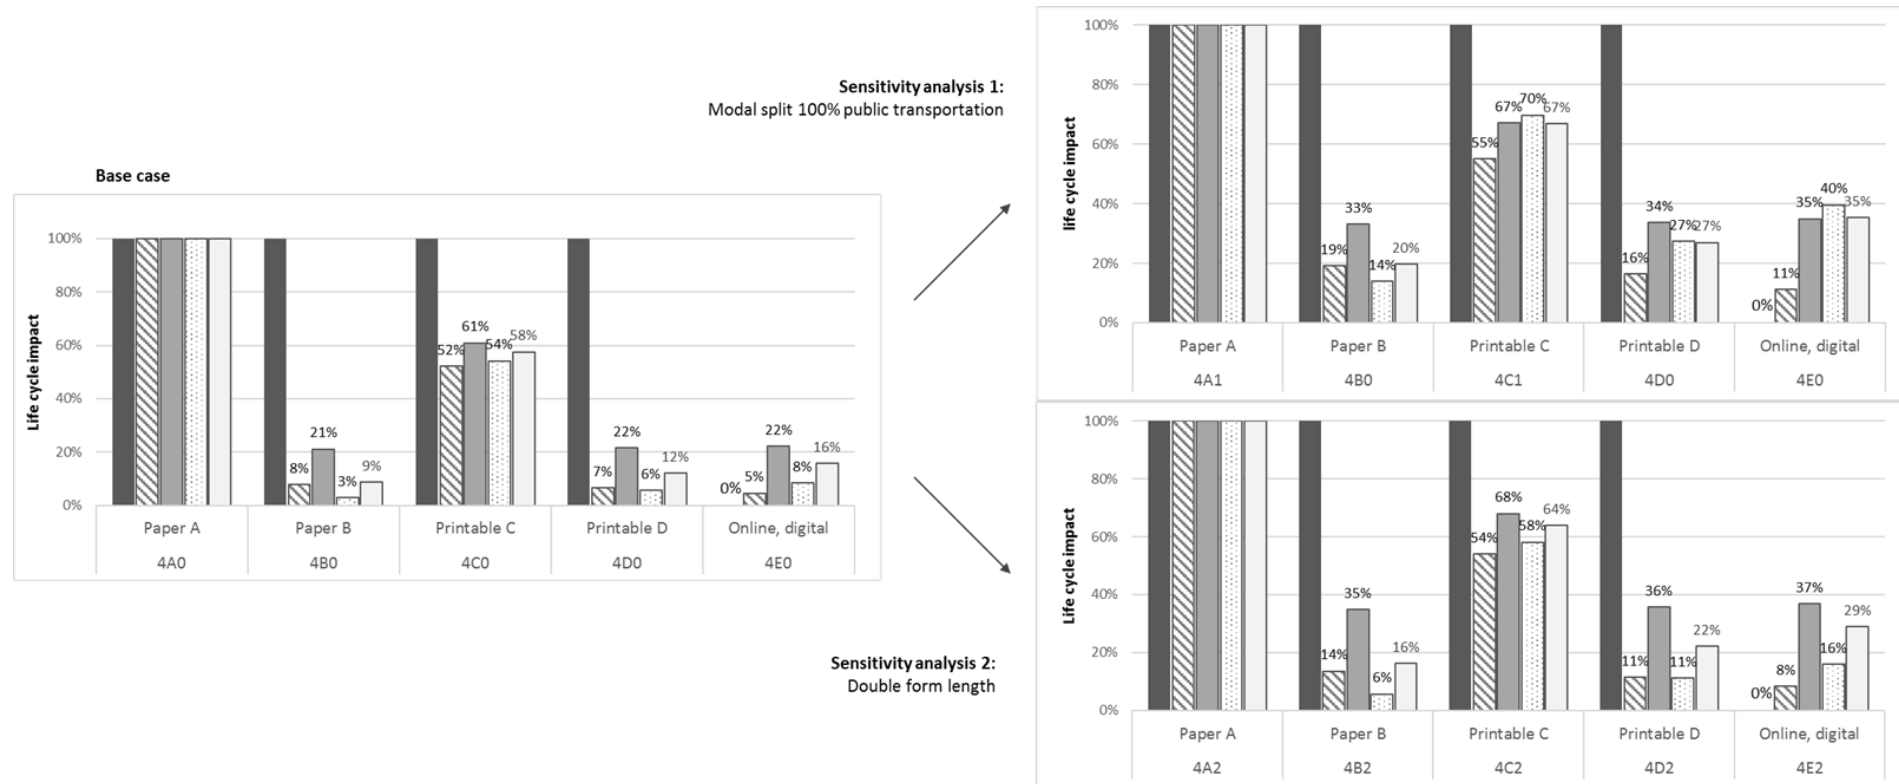 Sensitivity analysis 1:
Modal split 100% public transportation
Base case
Life cycle impact
100%
80%
60%
40%
20%
0%
8%
21%
3%
9%
52%
61%
54%
58%
7%
22%
6%
12%
0%
5%
22%
8%
16%
Paper A
Paper B
Printable C
Printable D
Online, digital
4A0
4B0
4C0
4D0
4E0
life cycle impact
100%
80%
60%
40%
20%
0%
19%
33%
14%
20%
55%
67%
70%
67%
16%
34%
27%
27%
0%
11%
35%
40%
35%
Paper A
Paper B
Printable C
Printable D
Online, digital
4A1
4B0
4C1
4D0
4E0
Sensitivity analysis 2:
Double form length
Life cycle impact
100%
80%
60%
40%
20%
0%
14%
35%
6%
16%
54%
68%
58%
64%
11%
36%
11%
22%
0%
8%
37%
16%
29%
Paper A
Paper B
Printable C
Printable D
Online, digital
4A2
4B2
4C2
4D2
4E2